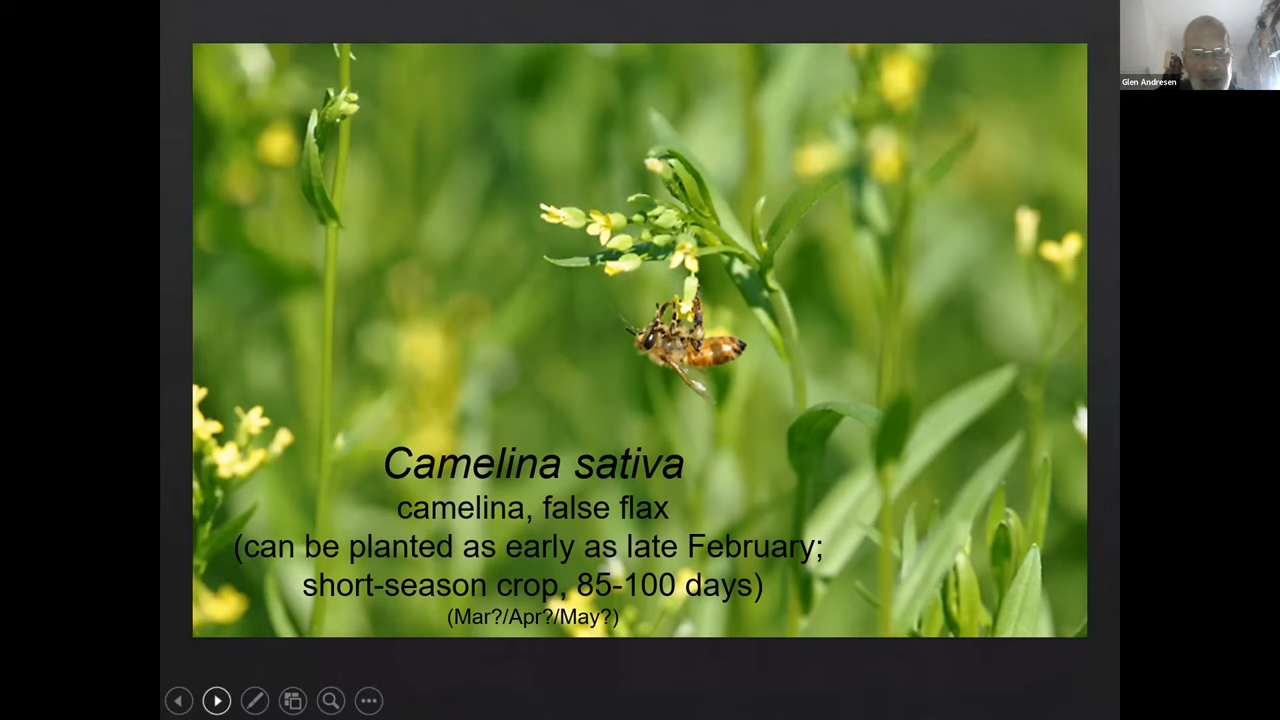 Glen Andresen
Camelina sativa
camelina, false flax
(can be planted as early as late February;
short-season crop, 85-100 days)
(Mar?/Apr?/May?)